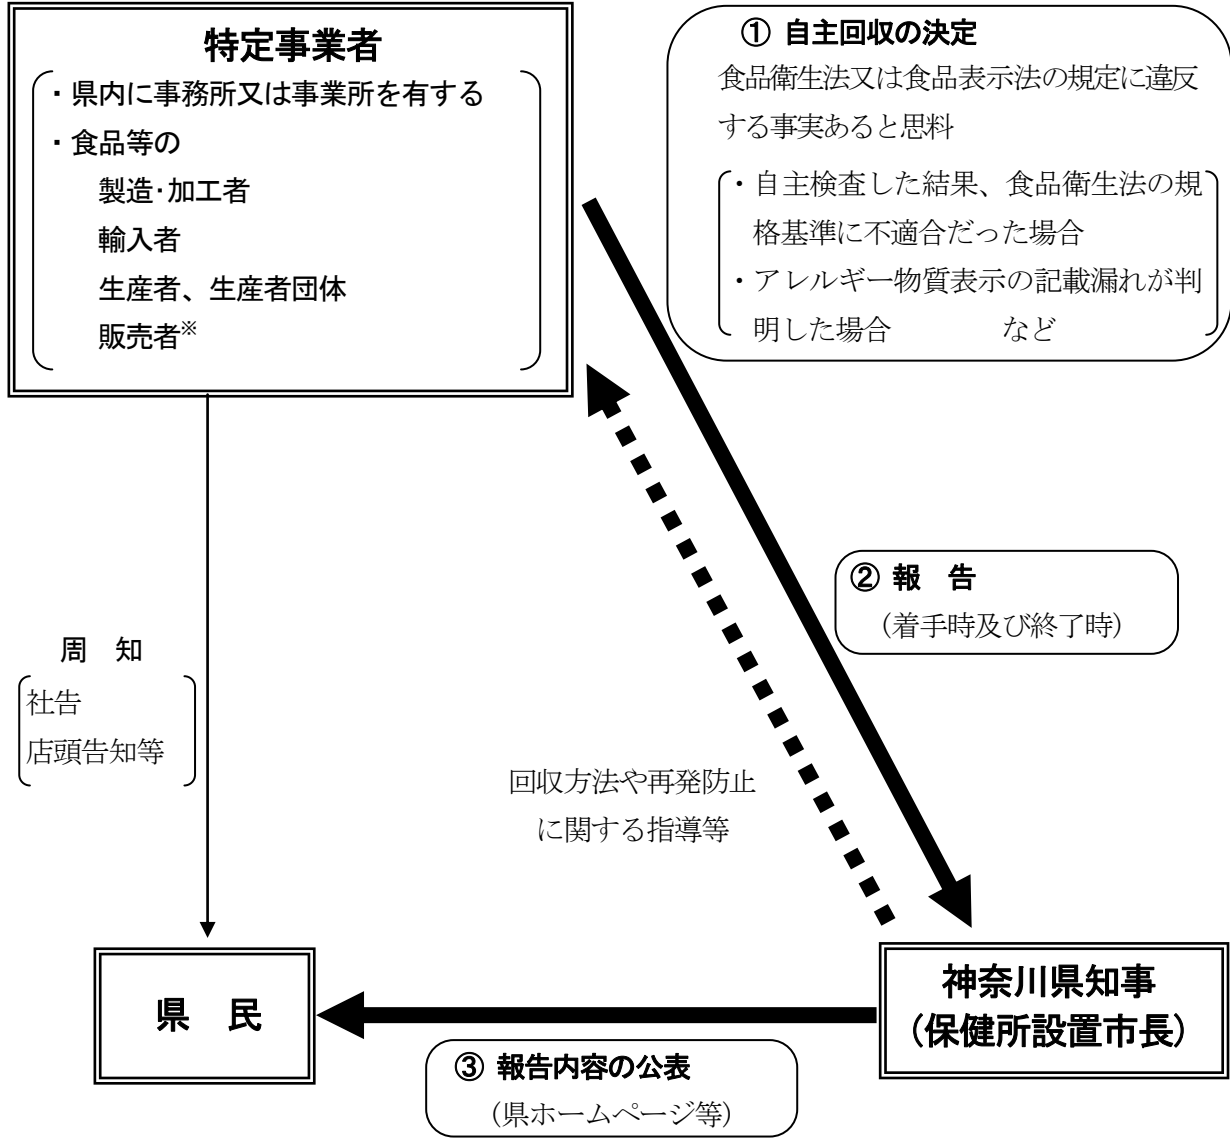 特定事業者
・県内に事務所又は事業所を有する
・食品等の
製造･加工者
輸入者
生産者、生産者団体
販売者※
① 自主回収の決定
食品衛生法又は食品表示法の規定に違反
する事実あると思料
・自主検査した結果、食品衛生法の規
格基準に不適合だった場合
・アレルギー物質表示の記載漏れが判
明した場合　　　　など
② 報　告
（着手時及び終了時）
周　知
社告
店頭告知等
回収方法や再発防止
に関する指導等
県　民
神奈川県知事
（保健所設置市長）
③ 報告内容の公表
（県ホームページ等）